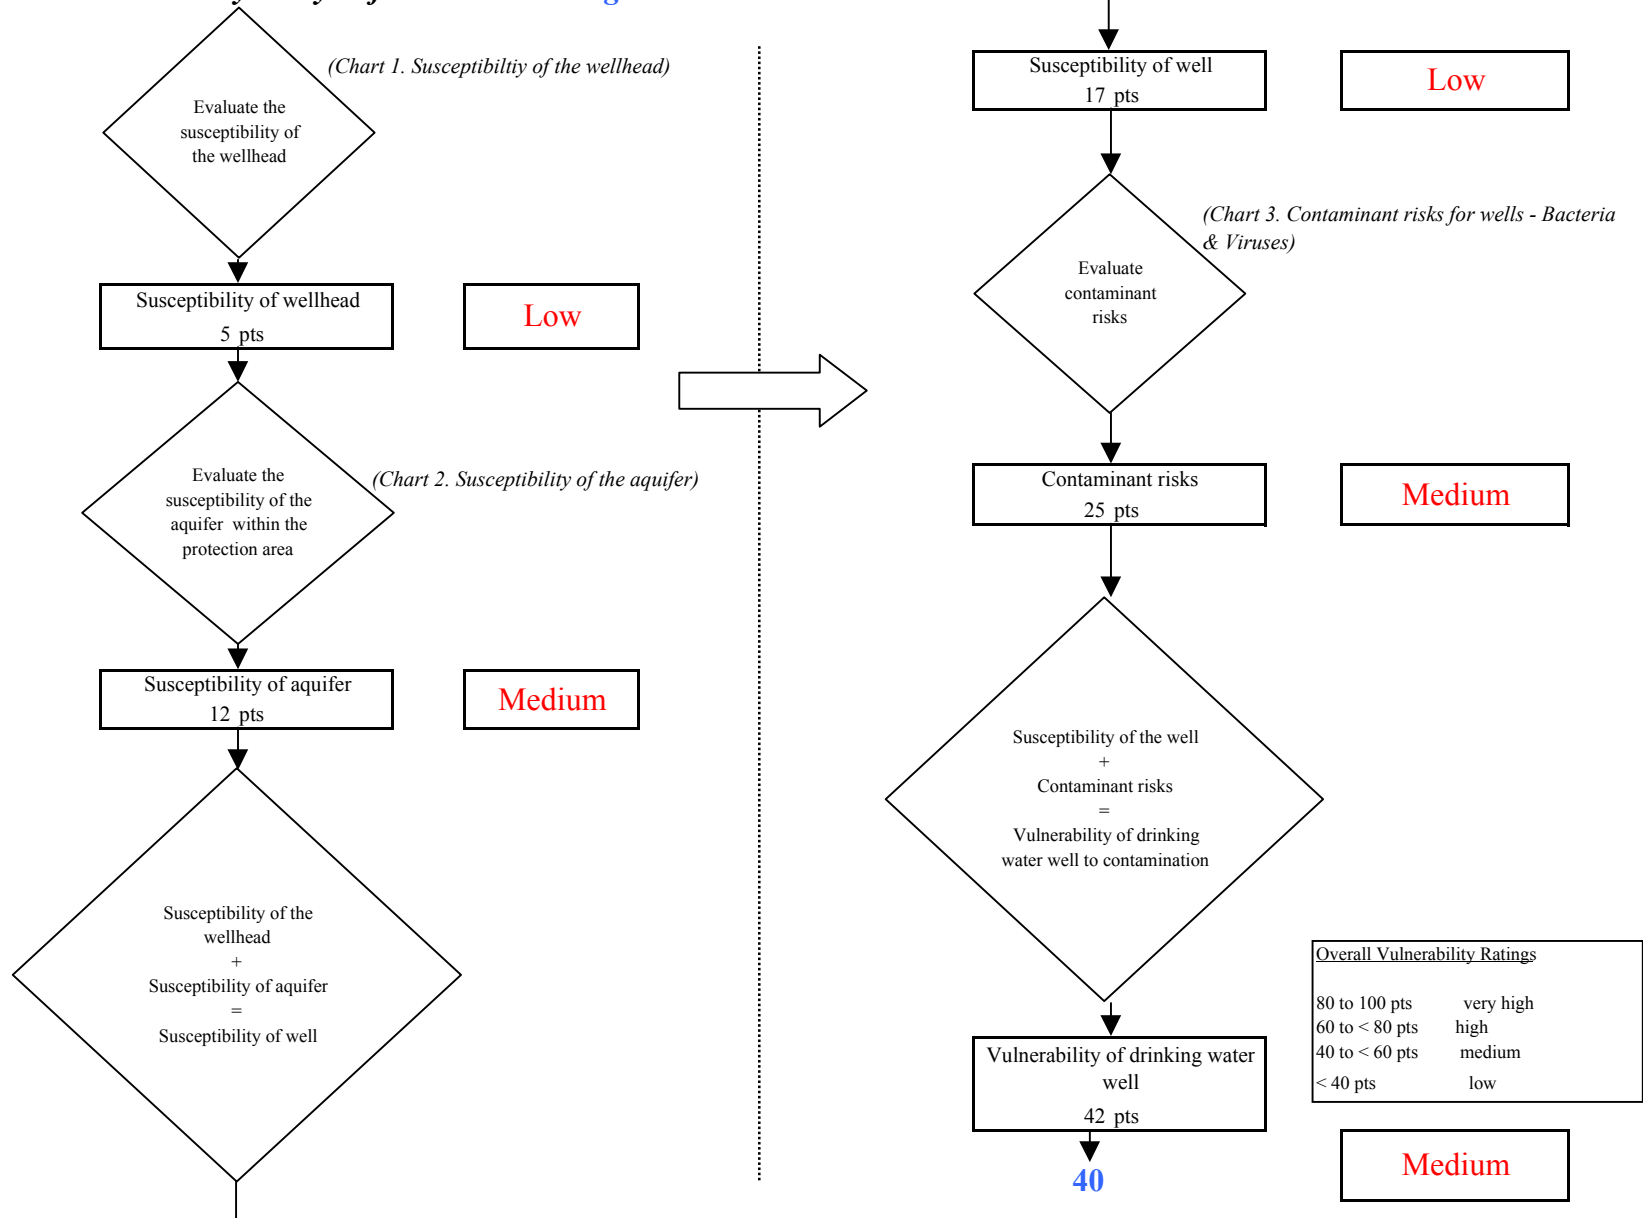 (Chart 1. Susceptibiltiy of the wellhead)
Evaluate the
susceptibility of
the wellhead
Susceptibility of wellhead
5 pts
Low
Evaluate the
susceptibility of the
aquifer within the
protection area
(Chart 2. Susceptibility of the aquifer)
Susceptibility of aquifer
12 pts
Medium
Susceptibility of the
wellhead
+
Susceptibility of aquifer
=
Susceptibility of well
Susceptibility of well
17 pts
Low
(Chart 3. Contaminant risks for wells - Bacteria
& Viruses)
Evaluate
contaminant
risks
Contaminant risks
25 pts
Medium
Susceptibility of the well
+
Contaminant risks
=
Vulnerability of drinking
water well to contamination
Vulnerability of drinking water
well
42 pts
40
Overall Vulnerability Ratings
80 to 100 pts very high
60 to < 80 pts high
40 to < 60 pts medium
< 40 pts low
Medium